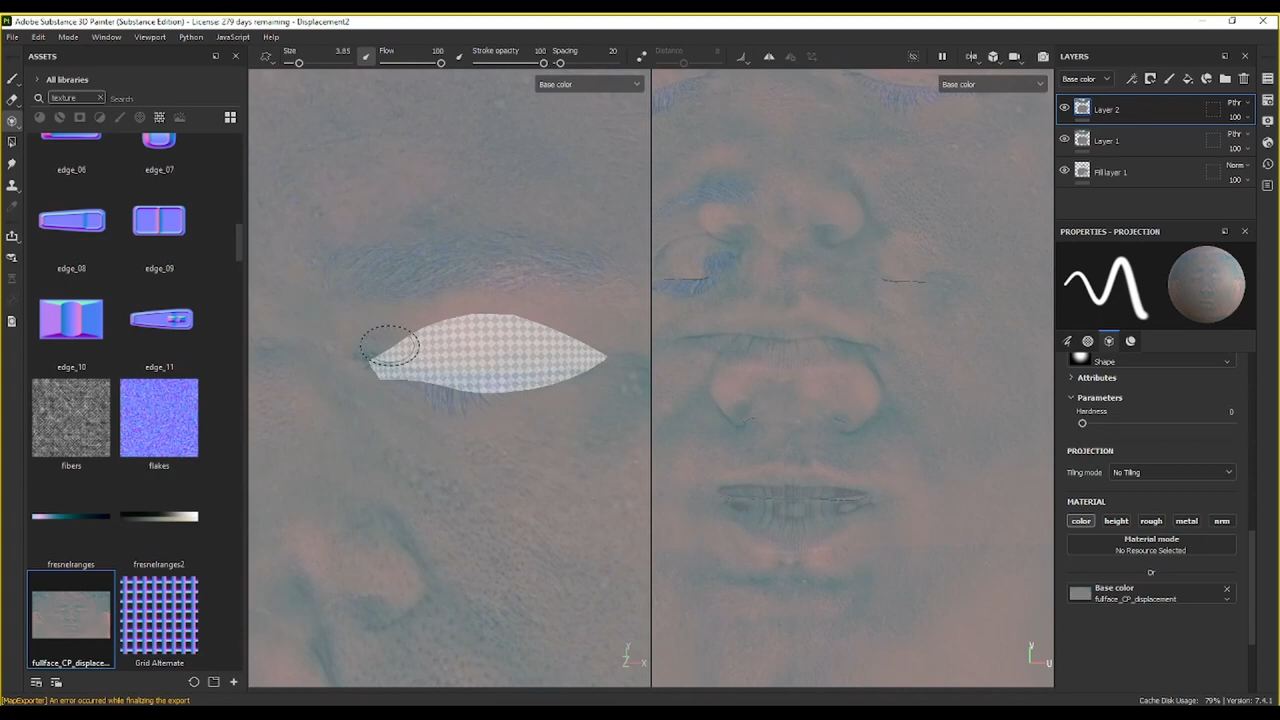 Adobe Substance 3D Painter (Substance Edition) - License: 279 days remaining - Displacement2
File Edit Mode Window Viewport Python JavaScript Help
ASSETS
Size 3.85
Flow 100
Stroke opacity 100
Spacing 20
Distance 8
All libraries
texture
Search
edge_06 edge_07
edge_08 edge_09
edge_10 edge_11
fibers flakes
fresnelranges fresnelranges2
fullface_CP_displace... Grid Alternate
Base color
Base color
Z X
U
LAYERS
Base color
Layer 2 Pthr 100
Layer 1 Pthr 100
Fill layer 1 Norm 100
PROPERTIES - PROJECTION
Shape
Attributes
Parameters
Hardness 0
PROJECTION
Tiling mode No Tiling
MATERIAL
color height rough metal nrm
Material mode
No Resource Selected
Or
Base color
fullface_CP_displacement
[MapExporter] An error occurred while finalizing the export
Cache Disk Usage: 79% | Version: 7.4.1